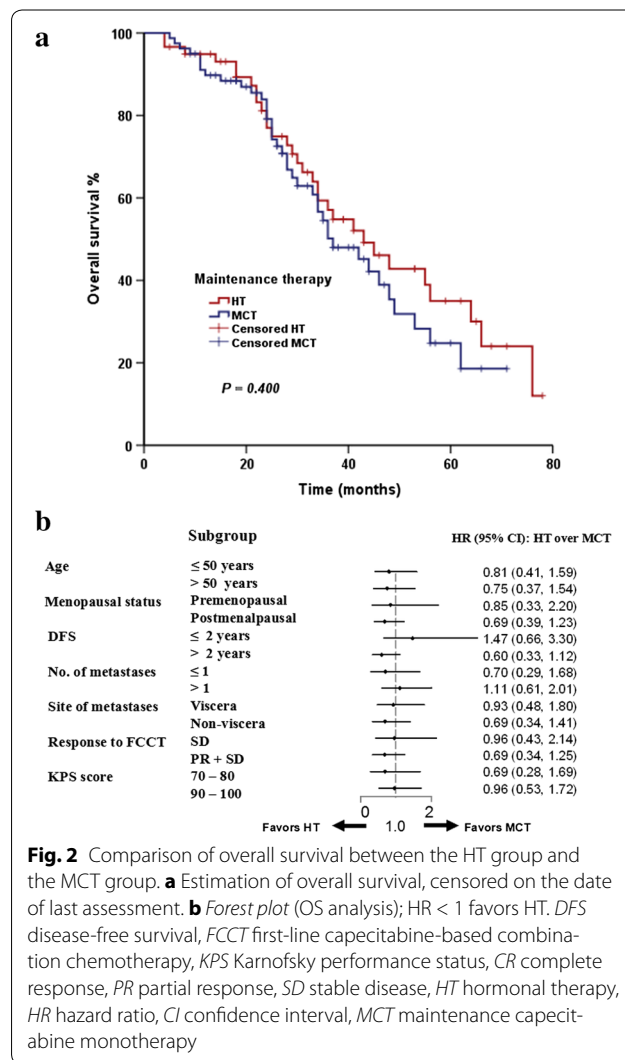 a
100
80
60
40
20
0
Overall survival %
Maintenance therapy
HT
MCT
Censored HT
Censored MCT
P = 0.400
0 20 40 60 80
Time (months)
b
Subgroup HR (95% CI): HT over MCT
Age ≤ 50 years 0.81 (0.41, 1.59)
> 50 years 0.75 (0.37, 1.54)
Menopausal status Premenopausal 0.85 (0.33, 2.20)
Postmenalpausal 0.69 (0.39, 1.23)
DFS ≤ 2 years 1.47 (0.66, 3.30)
> 2 years 0.60 (0.33, 1.12)
No. of metastases ≤ 1 0.70 (0.29, 1.68)
> 1 1.11 (0.61, 2.01)
Site of metastases Viscera 0.93 (0.48, 1.80)
Non-viscera 0.69 (0.34, 1.41)
Response to FCCT SD 0.96 (0.43, 2.14)
PR + SD 0.69 (0.34, 1.25)
KPS score 70 – 80 0.69 (0.28, 1.69)
90 – 100 0.96 (0.53, 1.72)
0 2
Favors HT 1.0 Favors MCT
Fig. 2 Comparison of overall survival between the HT group and
the MCT group. a Estimation of overall survival, censored on the date
of last assessment. b Forest plot (OS analysis); HR < 1 favors HT. DFS
disease-free survival, FCCT first-line capecitabine-based combina-
tion chemotherapy, KPS Karnofsky performance status, CR complete
response, PR partial response, SD stable disease, HT hormonal therapy,
HR hazard ratio, CI confidence interval, MCT maintenance capecit-
abine monotherapy